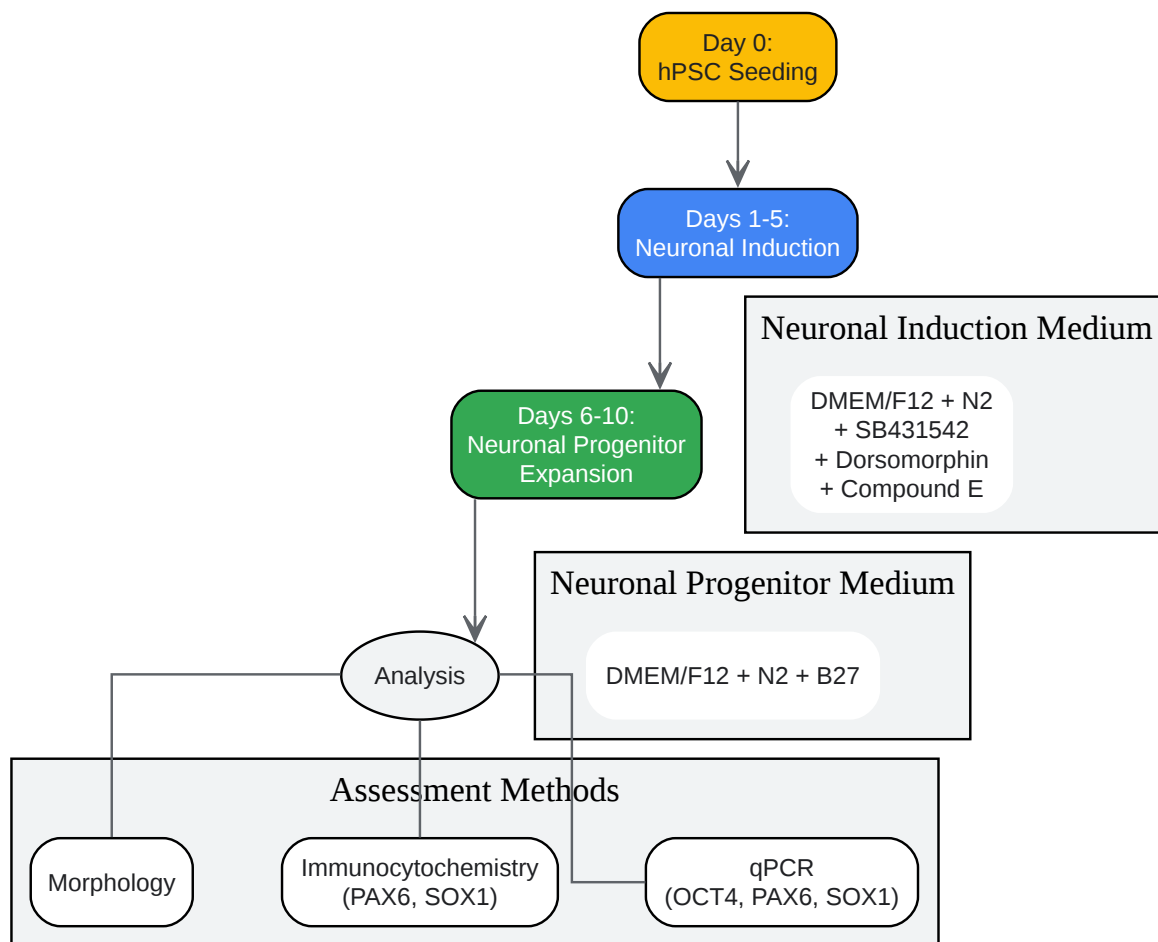 Day 0:
hPSC Seeding
Days 1-5:
Neuronal Induction
Neuronal Induction Medium
DMEM/F12 + N2
+ SB431542
+ Dorsomorphin
+ Compound E
Days 6-10:
Neuronal Progenitor
Expansion
Neuronal Progenitor Medium
DMEM/F12 + N2 + B27
Analysis
Assessment Methods
Morphology
Immunocytochemistry
(PAX6, SOX1)
qPCR
(OCT4, PAX6, SOX1)